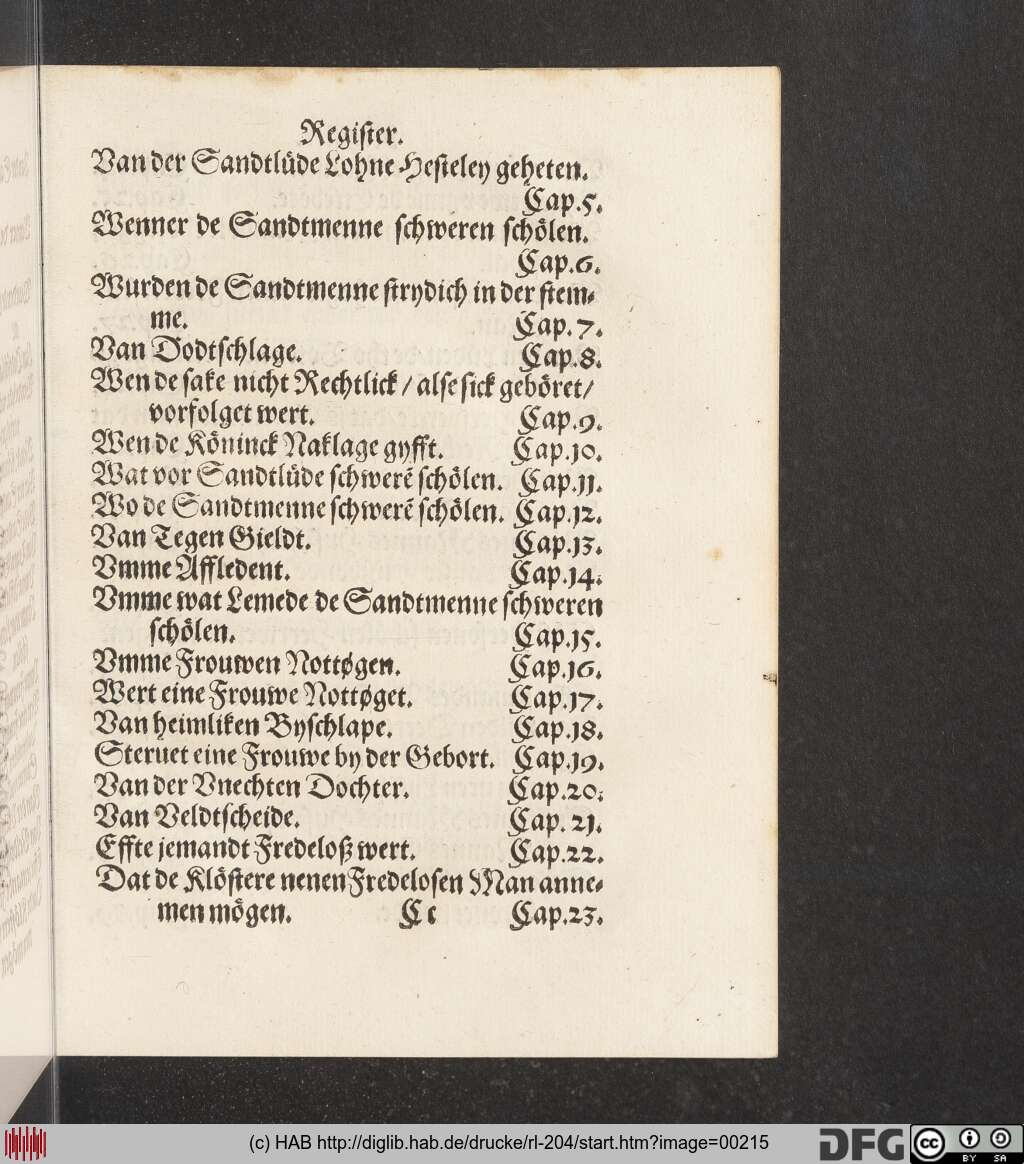 Regiſter.
Van der Sandtlüde Lohne Heſteley geheten.
Cap.5.
Wenner de Sandtmenne ſchweren ſchölen.
Cap.6.
Wurden de Sandtmenne ſtrydich in der ſtem-
me. Cap. 7.
Van Dodtſchlage. Cap.8.
Wen de ſake nicht Rechtlick / alſe ſick geböret/
vorfolget wert. Cap.9.
Wen de Köninck Naklage gyfft. Cap.10.
Wat vor Sandtlüde ſchwerẽ ſchölen. Cap.11.
Wo de Sandtmenne ſchwerẽ ſchölen. Cap.12.
Van Tegen Gieldt. Cap.13.
Vmme Affledent. Cap.14.
Vmme wat Lemede de Sandtmenne ſchweren
ſchölen. Cap.15.
Vmme Frouwen Nottøgen. Cap.16.
Wert eine Frouwe Nottøget. Cap.17.
Van heimliken Byſchlape. Cap.18.
Steruet eine Frouwe by der Gebort. Cap.19.
Van der Vnechten Dochter. Cap.20.
Van Veldtſcheide. Cap. 21.
Effte jemandt Fredeloß wert. Cap.22.
Dat de Klöſtere nenen Fredeloſen Man anne-
men mögen. C c Cap.23.
(c) HAB http://diglib.hab.de/drucke/rl-204/start.htm?image=00215
DFG
cc BY SA